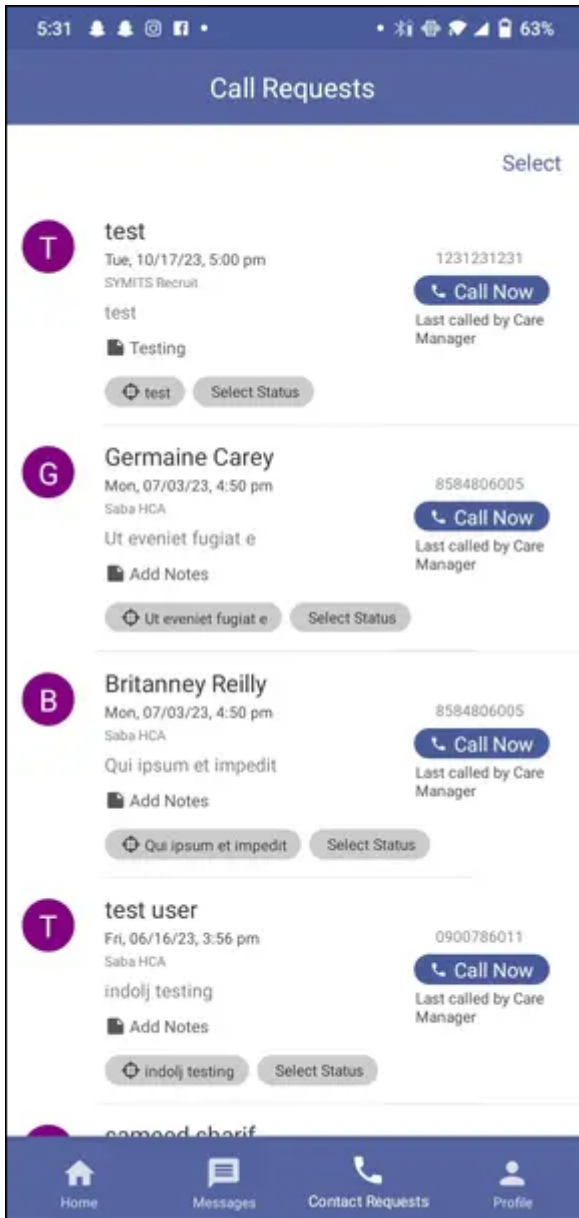 5:31
63%
Call Requests
Select
T
test
Tue, 10/17/23, 5:00 pm
SYMITS Recruit
test
Testing
1231231231
Call Now
Last called by Care
Manager
test
Select Status
G
Germaine Carey
Mon, 07/03/23, 4:50 pm
Saba HCA
Ut eveniet fugiat e
Add Notes
8584806005
Call Now
Last called by Care
Manager
Ut eveniet fugiat e
Select Status
B
Britanney Reilly
Mon, 07/03/23, 4:50 pm
Saba HCA
Qui ipsum et impedit
Add Notes
8584806005
Call Now
Last called by Care
Manager
Qui ipsum et impedit
Select Status
T
test user
Fri, 06/16/23, 3:56 pm
Saba HCA
indolj testing
Add Notes
0900786011
Call Now
Last called by Care
Manager
indolj testing
Select Status
sameed sharif
Home
Messages
Contact Requests
Profile